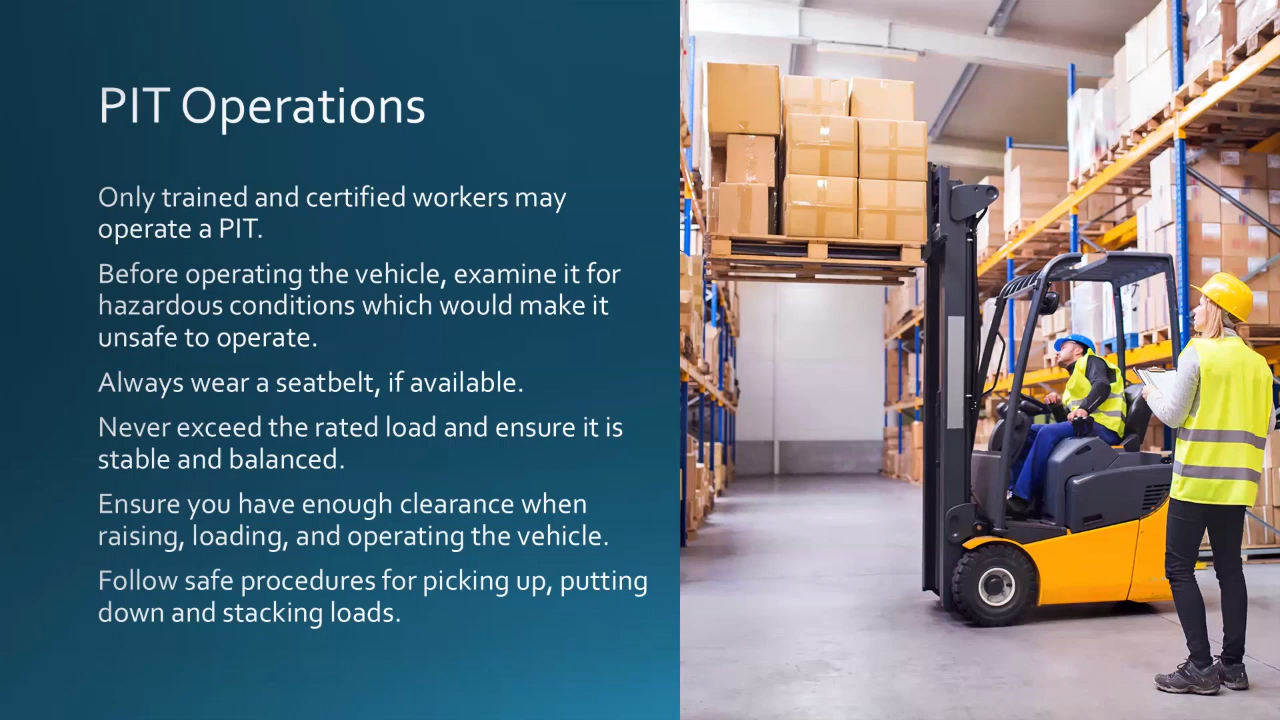 PIT Operations
Only trained and certified workers may
operate a PIT.
Before operating the vehicle, examine it for
hazardous conditions which would make it
unsafe to operate.
Always wear a seatbelt, if available.
Never exceed the rated load and ensure it is
stable and balanced.
Ensure you have enough clearance when
raising, loading, and operating the vehicle.
Follow safe procedures for picking up, putting
down and stacking loads.